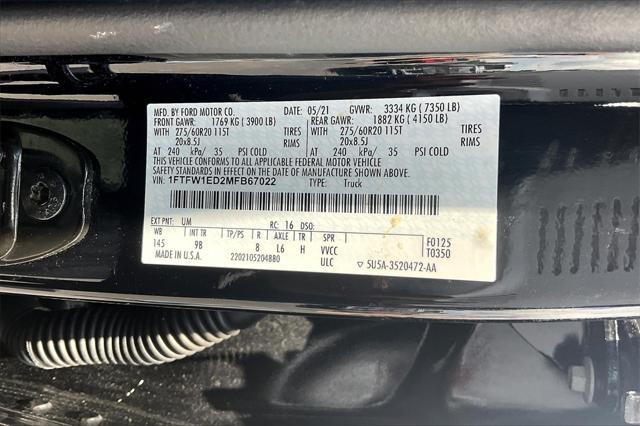 MFD. BY FORD MOTOR CO. DATE: 05/21 GVWR: 3334 KG ( 7350 LB)
FRONT GAWR: 1769 KG ( 3900 LB) REAR GAWR: 1882 KG ( 4150 LB)
WITH 275/60R20 115T TIRES WITH 275/60R20 115T TIRES
20x8.5J RIMS 20x8.5J RIMS
AT 240 kPa/ 35 PSI COLD AT 240 kPa/ 35 PSI COLD
THIS VEHICLE CONFORMS TO ALL APPLICABLE FEDERAL MOTOR VEHICLE
SAFETY STANDARDS IN EFFECT ON THE DATE OF MANUFACTURE SHOWN ABOVE.
VIN: 1FTFW1ED2MFB67022 TYPE: Truck
EXT PNT: UM RC: 16 DSO:
WB INT TR TP/PS R AXLE TR SPR F0125
145 9B 8 L6 H VVCC T0350
MADE IN U.S.A. 22021052048B0 ULC 5U5A-3520472-AA